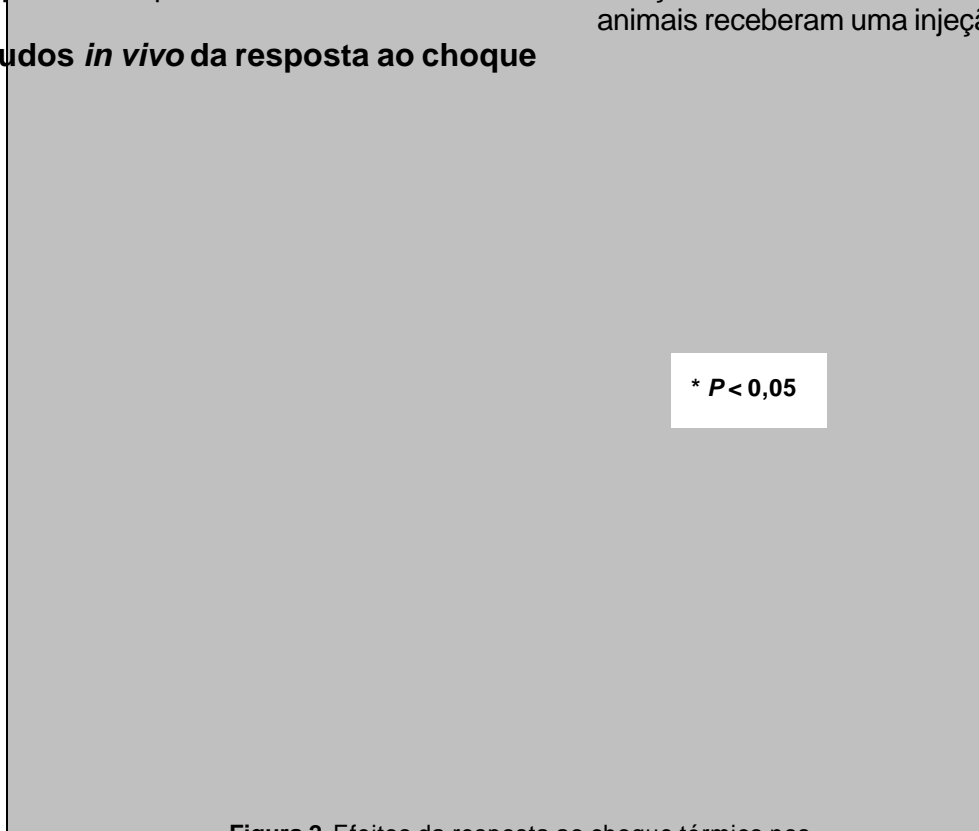 animais receberam uma
udos in vivo da resposta ao choque
* P < 0,05
Figura 2. Efeitos da resposta ao choque térmico nos